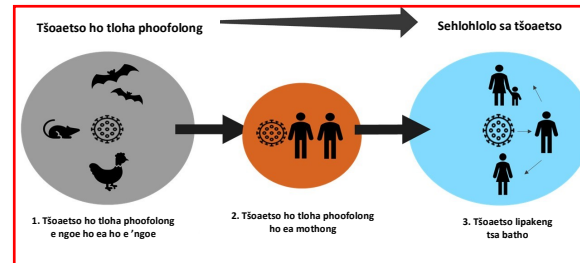 Tšoaetso ho tloha phoofolong
Sehlohlolo sa tšoaetso
1. Tšoaetso ho tloha phoofolong
e ngoe ho ea ho e ’ngoe
2. Tšoaetso ho tloha phoofolong
ho ea mothong
3. Tšoaetso lipakeng
tsa batho